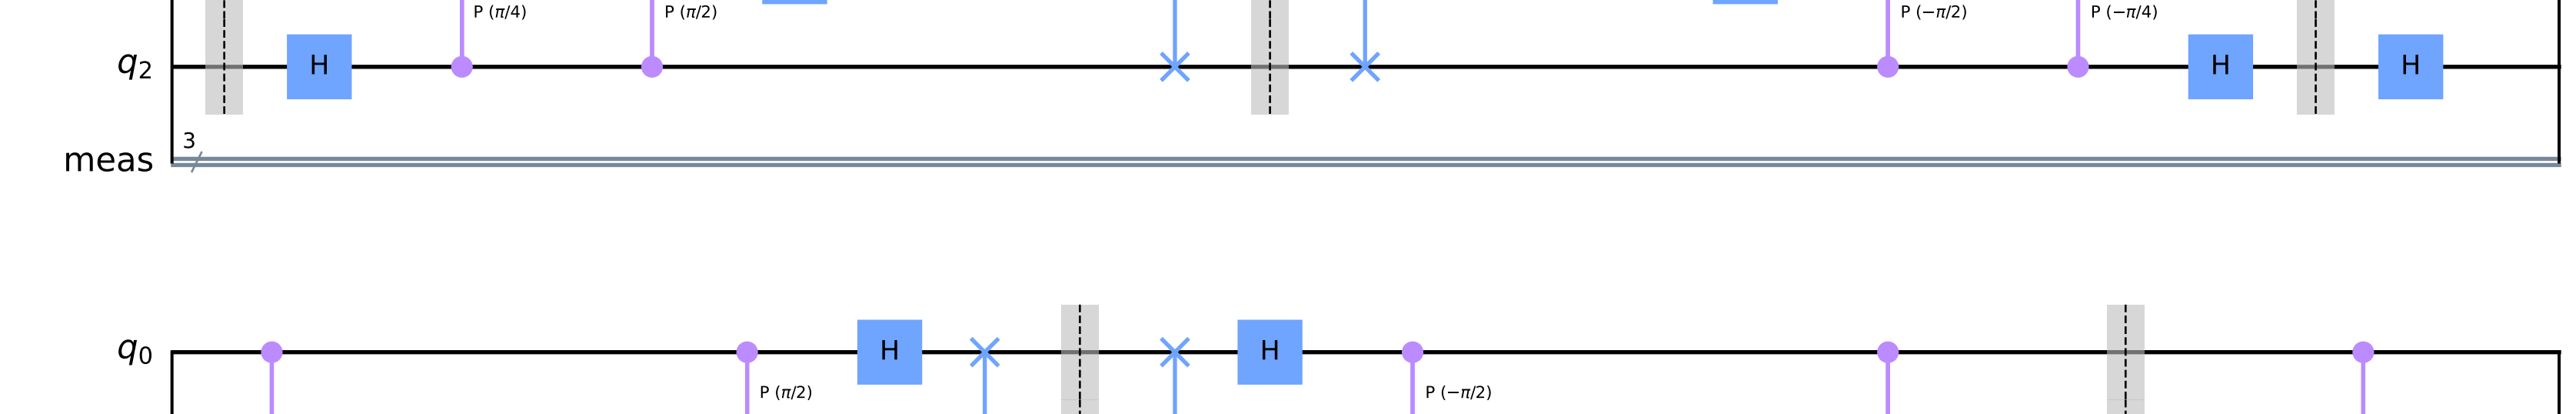 P (π/4) P (π/2) P (−π/2) P (−π/4)
q2 H H H
3
meas
q0 H H
P (π/2) P (−π/2)